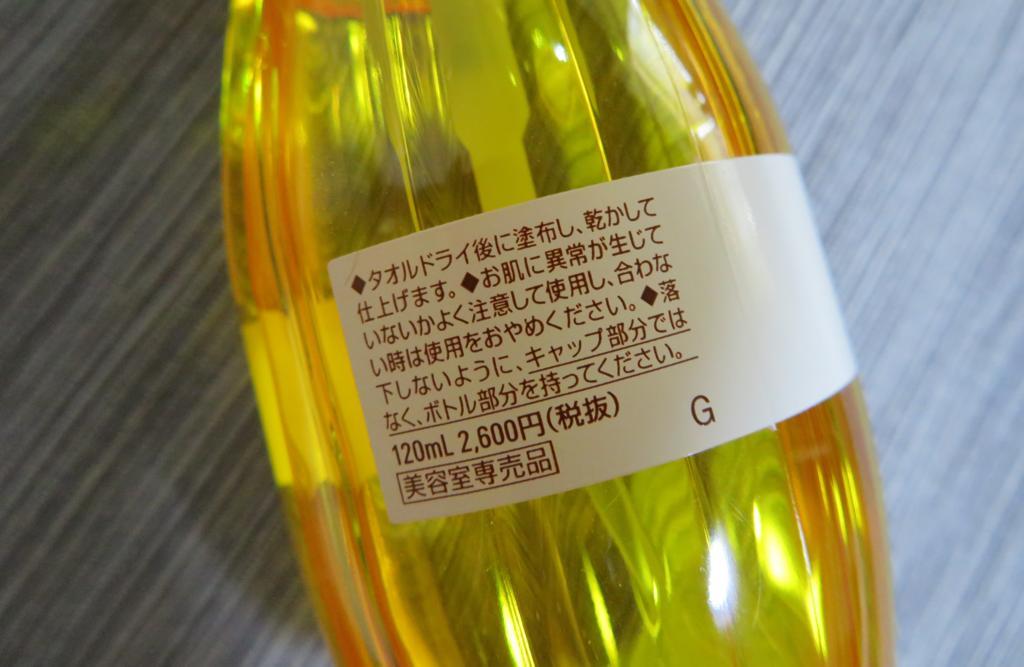 ◆タオルドライ後に塗布し、乾かして
仕上げます。◆お肌に異常が生じて
いないかよく注意して使用し、合わな
い時は使用をおやめください。◆落
下しないように、キャップ部分では
なく、ボトル部分を持ってください。
120mL 2,600円(税抜)
美容室専売品
G